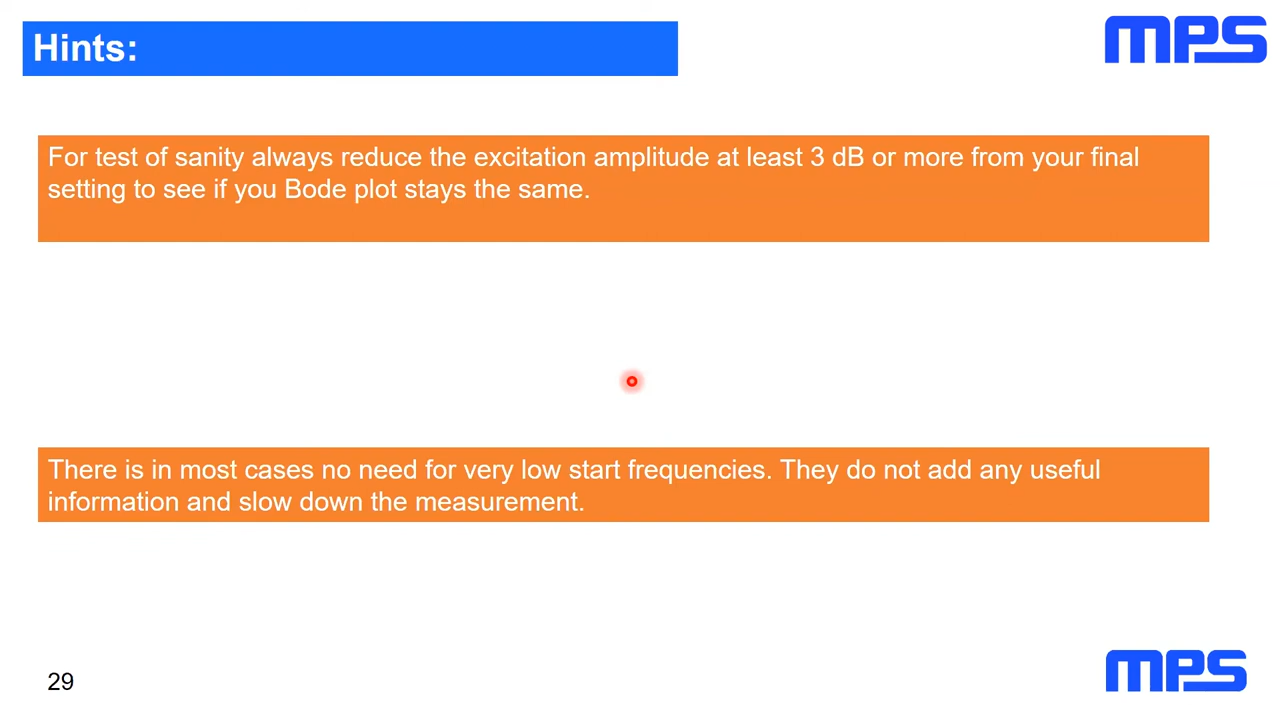 Hints:
MPS
For test of sanity always reduce the excitation amplitude at least 3 dB or more from your final
setting to see if you Bode plot stays the same.
There is in most cases no need for very low start frequencies. They do not add any useful
information and slow down the measurement.
29
MPS